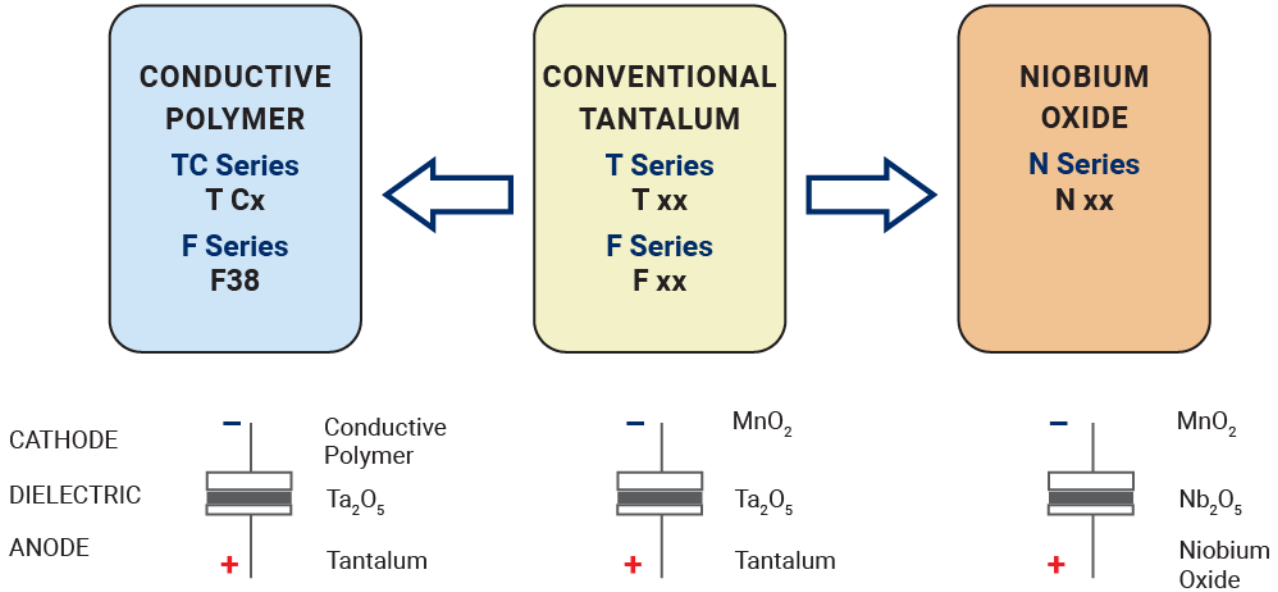 CONDUCTIVE
POLYMER
TC Series
T Cx
F Series
F38
CONVENTIONAL
TANTALUM
T Series
T xx
F Series
F xx
NIOBIUM
OXIDE
N Series
N xx
CATHODE
DIELECTRIC
ANODE
−
Conductive
Polymer
Ta₂O₅
+
Tantalum
−
MnO₂
Ta₂O₅
+
Tantalum
−
MnO₂
Nb₂O₅
+
Niobium
Oxide